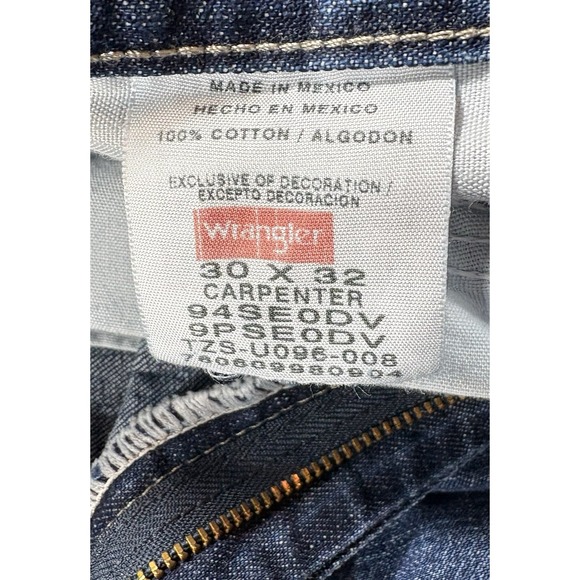 MADE IN MEXICO
HECHO EN MEXICO
100% COTTON / ALGODON
EXCLUSIVE OF DECORATION /
EXCEPTO DECORACION
Wrangler
30 X 32
CARPENTER
94SE0DV
9PSE0DV
TZS-U096-008
760609980904